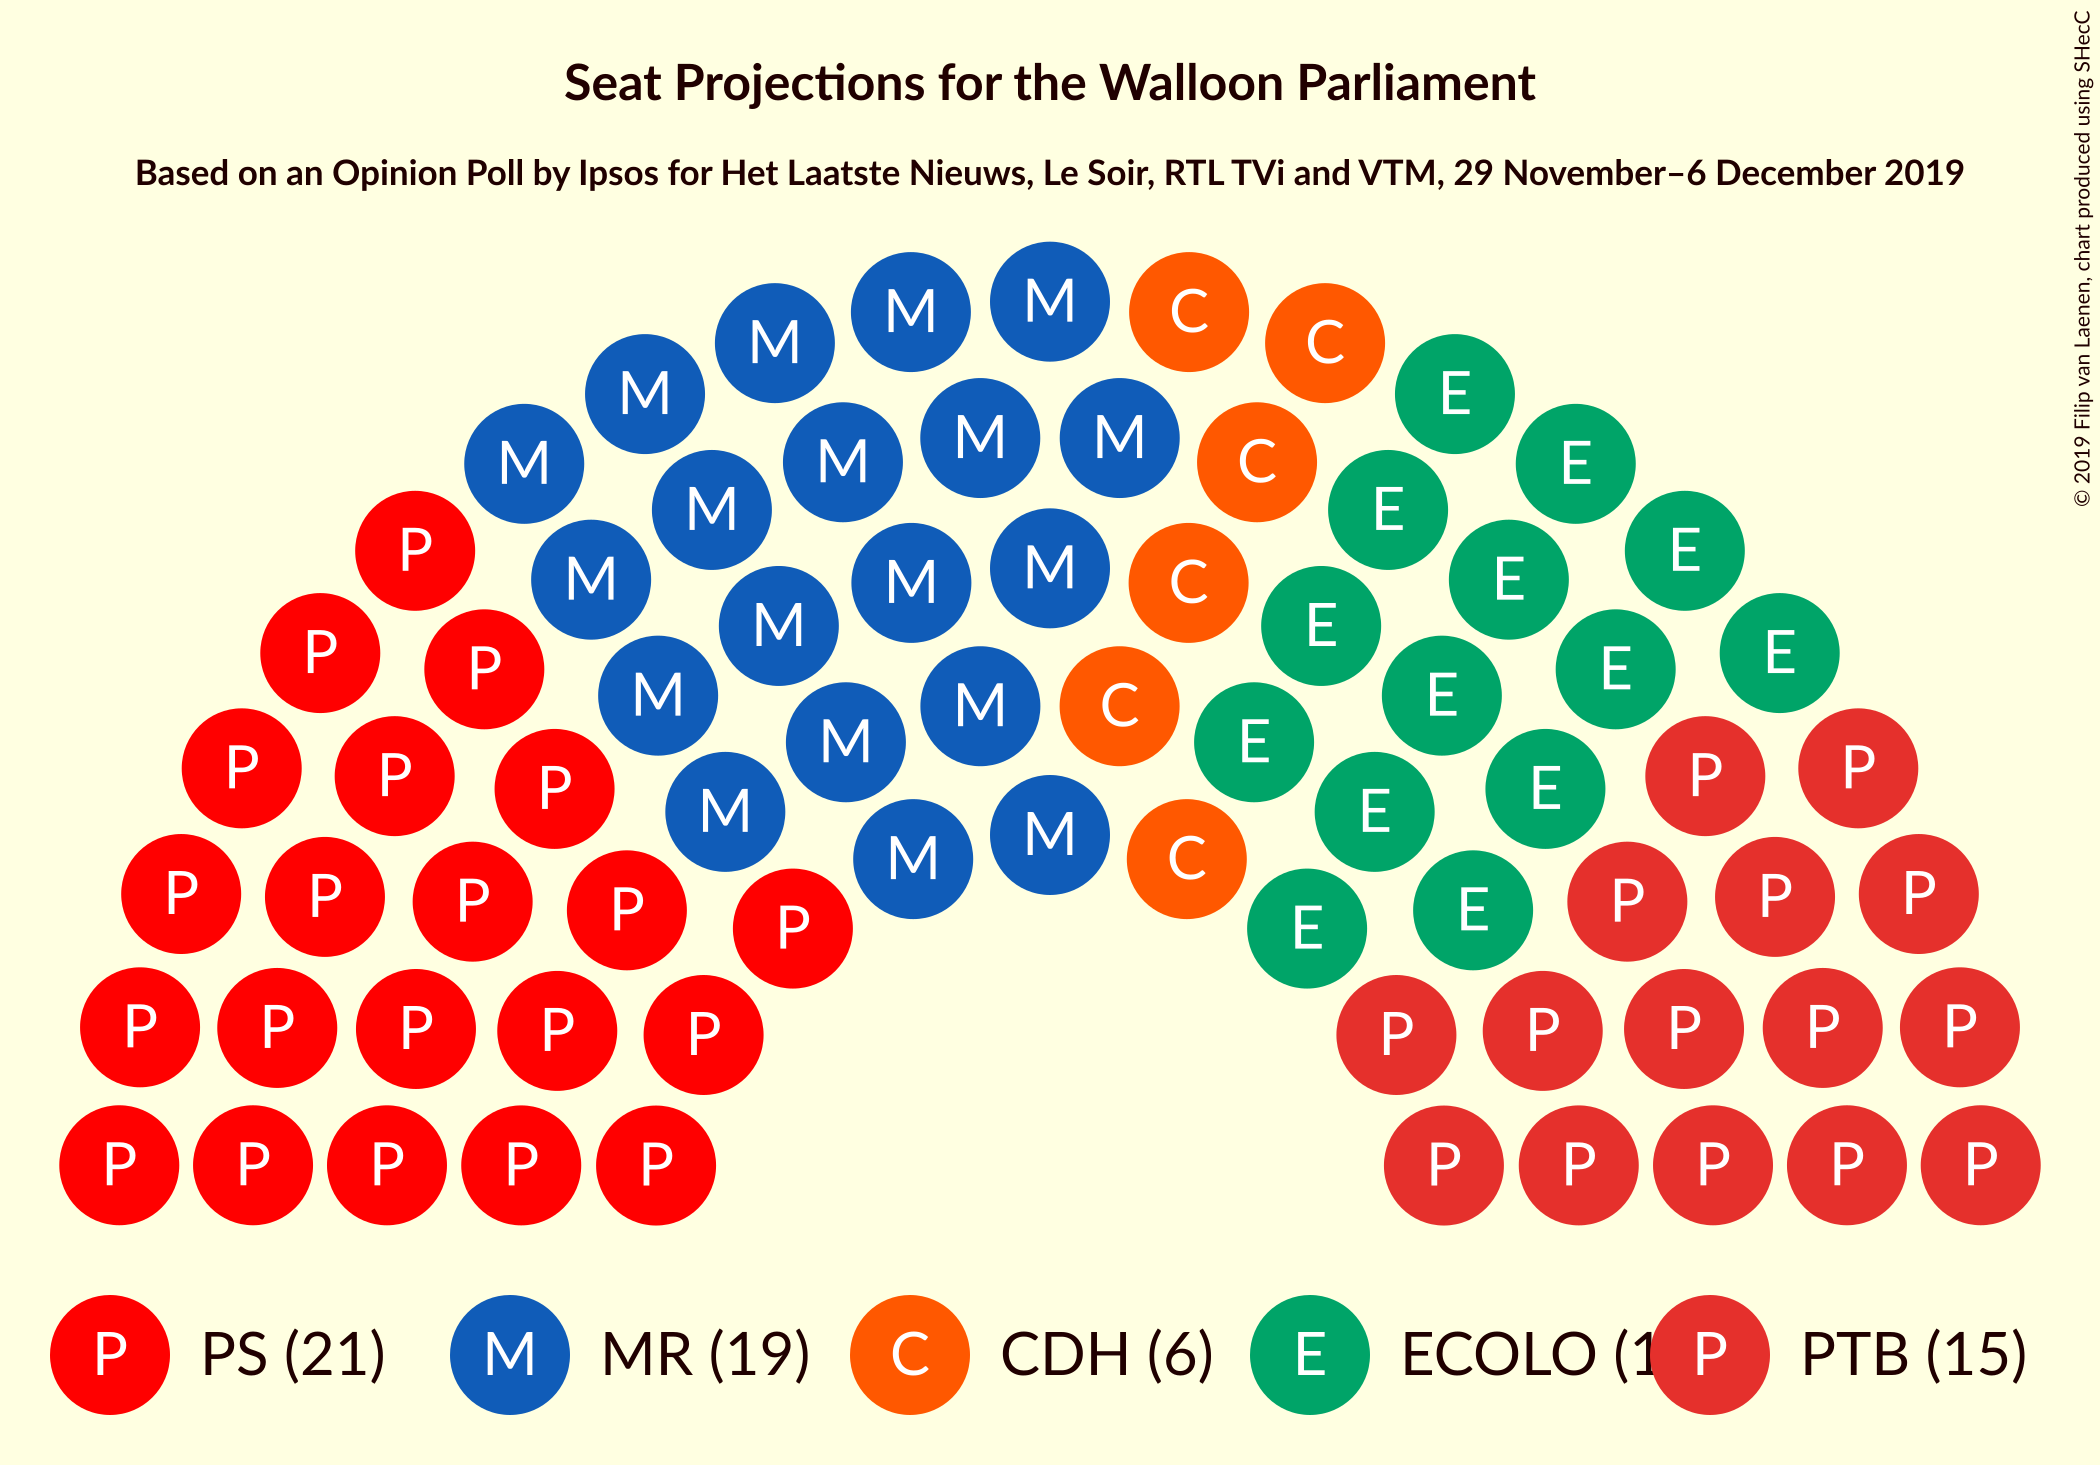 Seat Projections for the Walloon Parliament
Based on an Opinion Poll by Ipsos for Het Laatste Nieuws, Le Soir, RTL TVi and VTM, 29 November–6 December 2019
© 2019 Filip van Laenen, chart produced using SHecC
M M M C C
M E
M M M C
M E E
P M M M C E E
M M E E
P P M M C E E E
M E
P P P M M M C E E P P
P P P P P M E E P P P
P P P P P P P P P P
P P P P P P P P P P
P PS (21) M MR (19) C CDH (6) E ECOLO (1 P PTB (15)